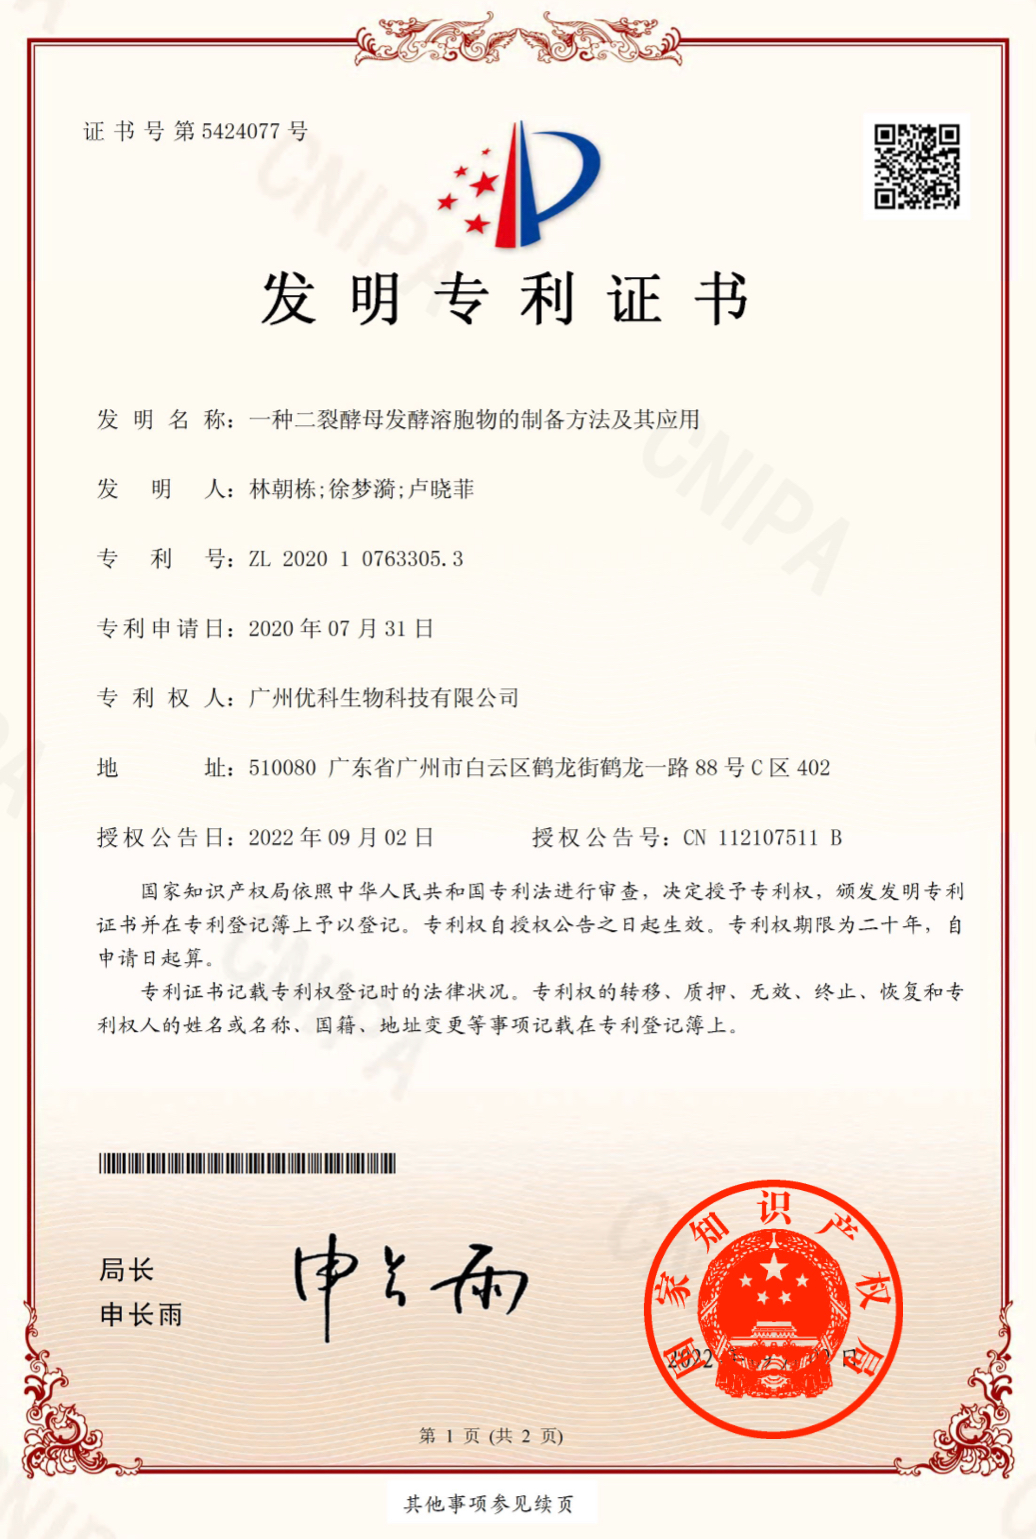 证书号第5424077号
发明专利证书
发明名称：一种二裂酵母发酵溶胞物的制备方法及其应用
发明人：林朝栋;徐梦漪;卢晓菲
专利号：ZL 2020 1 0763305.3
专利申请日：2020年07月31日
专利权人：广州优科生物科技有限公司
地址：510080 广东省广州市白云区鹤龙街鹤龙一路88号C区402
授权公告日：2022年09月02日 授权公告号：CN 112107511 B
国家知识产权局依照中华人民共和国专利法进行审查，决定授予专利权，颁发发明专利
证书并在专利登记簿上予以登记。专利权自授权公告之日起生效。专利权期限为二十年，自
申请日起算。
专利证书记载专利权登记时的法律状况。专利权的转移、质押、无效、终止、恢复和专
利权人的姓名或名称、国籍、地址变更等事项记载在专利登记簿上。
局长
申长雨
申长雨
国家知识产权局
2022年09月02日
第 1 页 (共 2 页)
其他事项参见续页
CNIPA
CNIPA
CNIPA